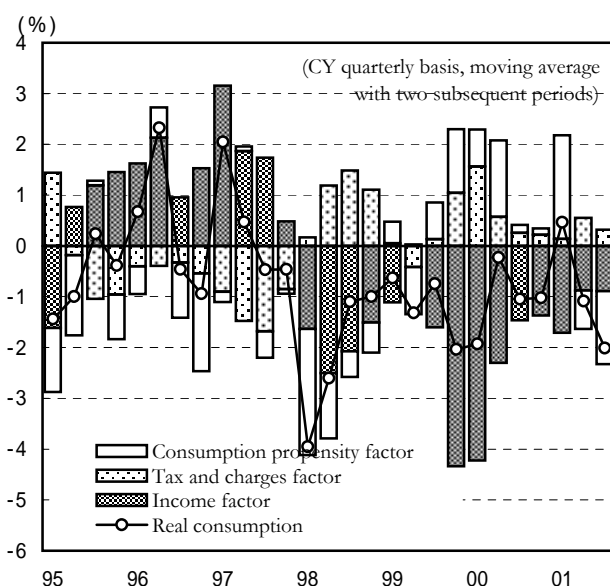 (%)
4
(CY quarterly basis, moving average
with two subsequent periods)
3
2
1
0
-1
-2
-3
-4
Consumption propensity factor
Tax and charges factor
-5
Income factor
Real consumption
-6
95 96 97 98 99 00 01